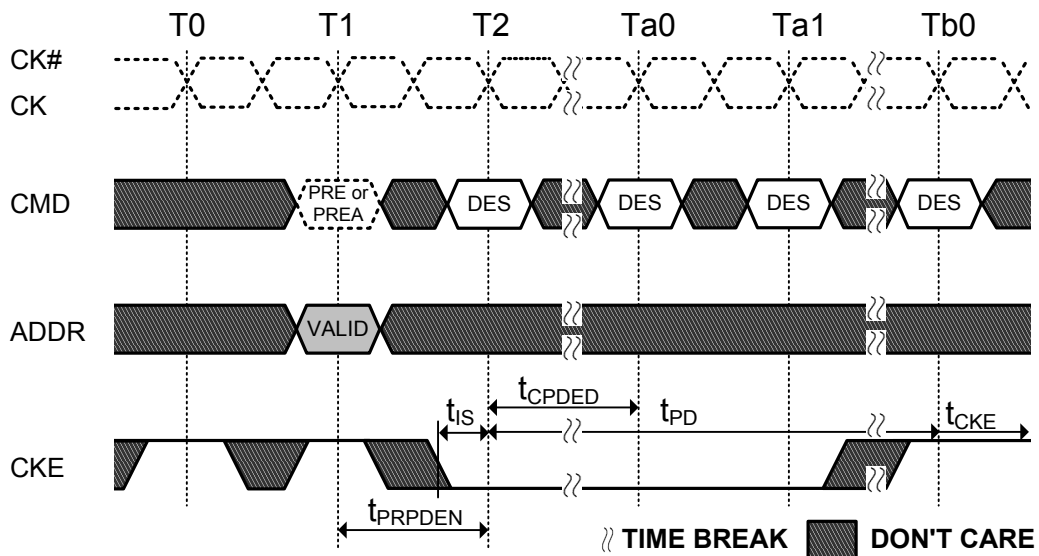 T0 T1 T2 Ta0 Ta1 Tb0
CK#
CK
CMD
PRE or
PREA
DES
DES
DES
DES
ADDR
VALID
tIS
tCPDED
tPD
tCKE
CKE
tPRPDEN
TIME BREAK
DON'T CARE